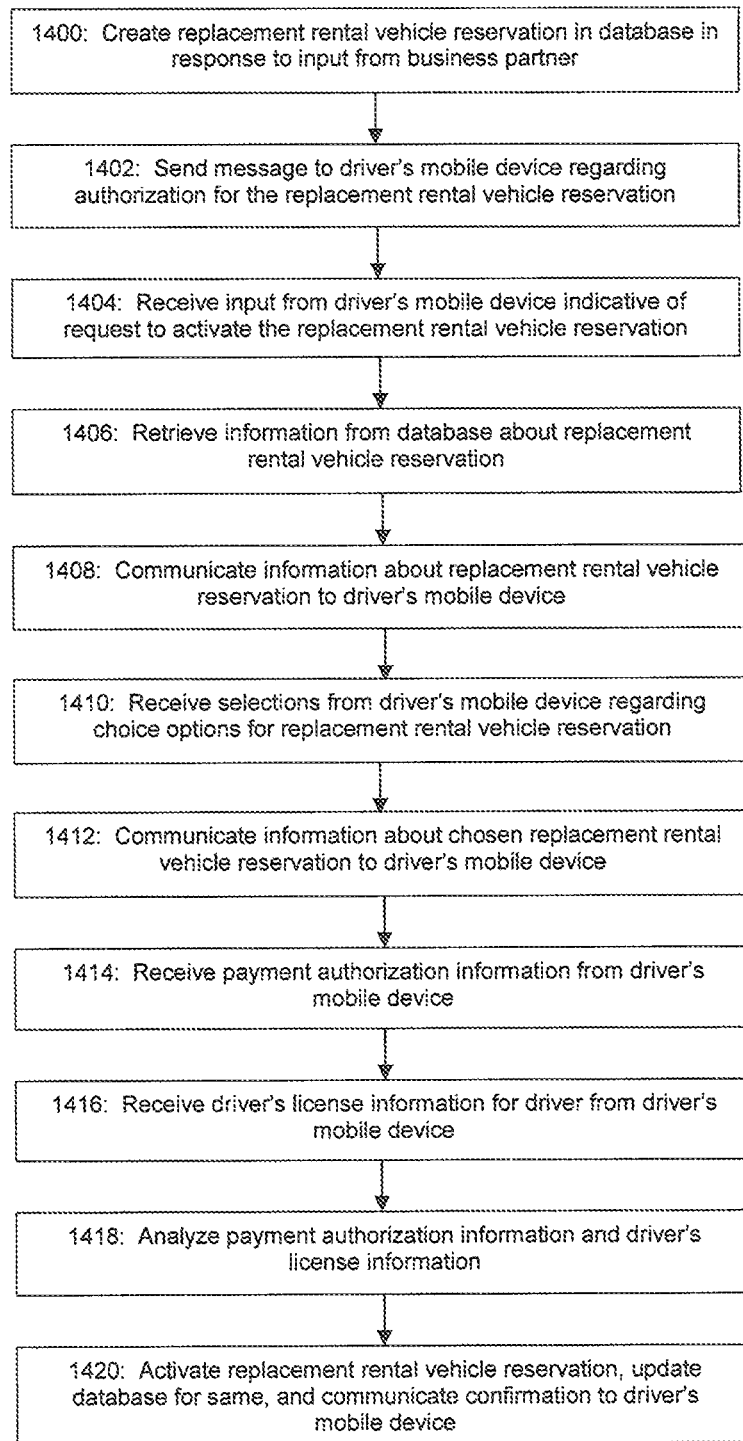 1400: Create replacement rental vehicle reservation in database in
response to input from business partner
1402: Send message to driver's mobile device regarding
authorization for the replacement rental vehicle reservation
1404: Receive input from driver's mobile device indicative of
request to activate the replacement rental vehicle reservation
1406: Retrieve information from database about replacement
rental vehicle reservation
1408: Communicate information about replacement rental vehicle
reservation to driver's mobile device
1410: Receive selections from driver's mobile device regarding
choice options for replacement rental vehicle reservation
1412: Communicate information about chosen replacement rental
vehicle reservation to driver's mobile device
1414: Receive payment authorization information from driver's
mobile device
1416: Receive driver's license information for driver from driver's
mobile device
1418: Analyze payment authorization information and driver's
license information
1420: Activate replacement rental vehicle reservation, update
database for same, and communicate confirmation to driver's
mobile device